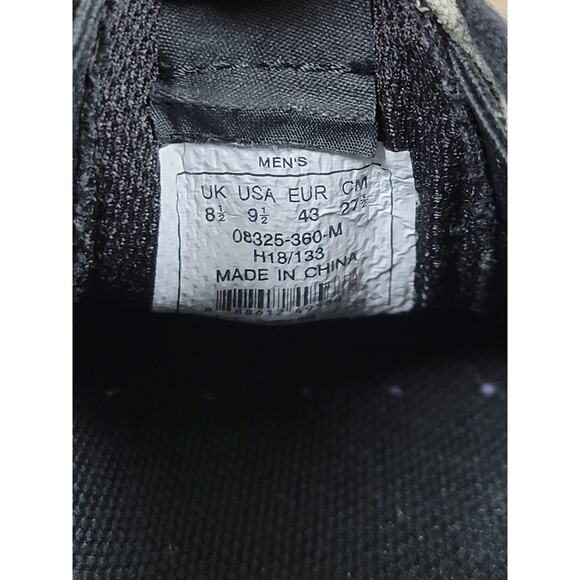 MEN'S
UK USA EUR CM
8½ 9½ 43 27½
08325-360-M
H18/133
MADE IN CHINA